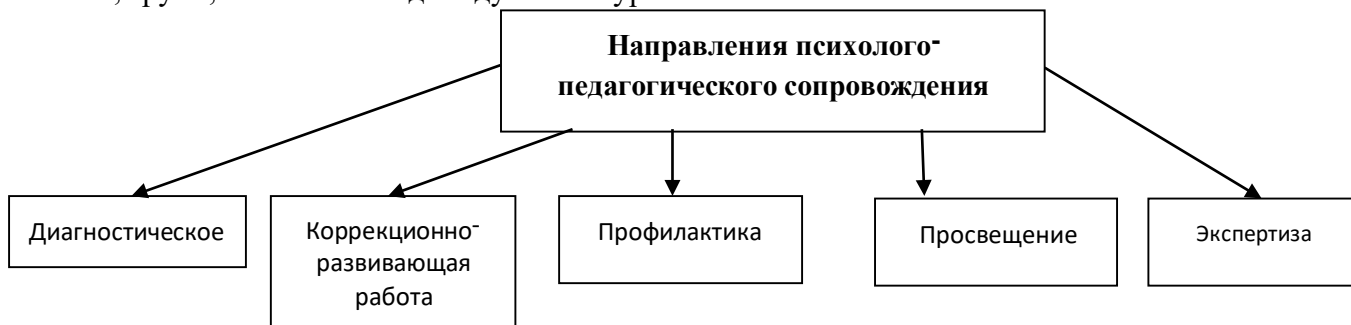 Направления психолого-
педагогического сопровождения
Диагностическое
Коррекционно-
развивающая
работа
Профилактика
Просвещение
Экспертиза